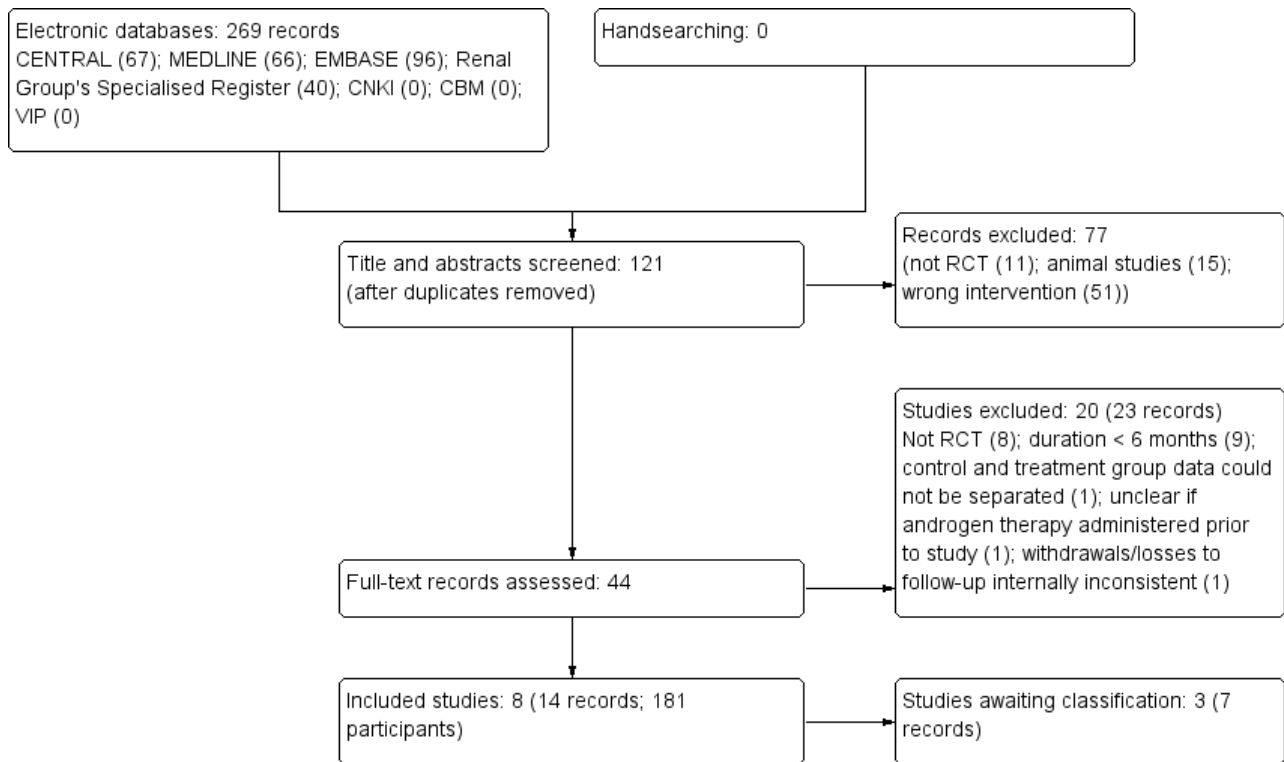 Electronic databases: 269 records
CENTRAL (67); MEDLINE (66); EMBASE (96); Renal
Group's Specialised Register (40); CNKI (0); CBM (0);
VIP (0)
Handsearching: 0
Title and abstracts screened: 121
(after duplicates removed)
Records excluded: 77
(not RCT (11); animal studies (15);
wrong intervention (51))
Studies excluded: 20 (23 records)
Not RCT (8); duration < 6 months (9);
control and treatment group data could
not be separated (1); unclear if
androgen therapy administered prior
to study (1); withdrawals/losses to
follow-up internally inconsistent (1)
Full-text records assessed: 44
Included studies: 8 (14 records; 181
participants)
Studies awaiting classification: 3 (7
records)